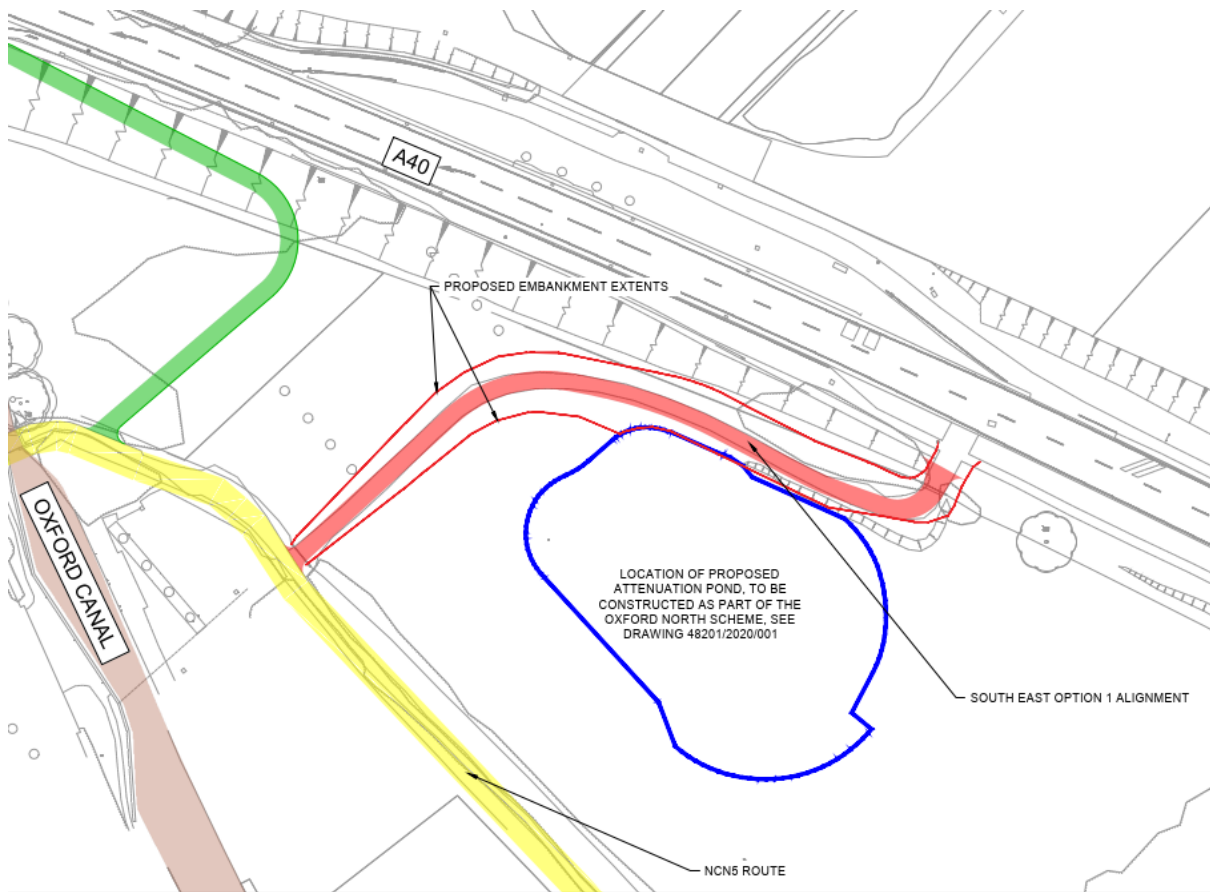 A40
PROPOSED EMBANKMENT EXTENTS
OXFORD CANAL
LOCATION OF PROPOSED
ATTENUATION POND, TO BE
CONSTRUCTED AS PART OF THE
OXFORD NORTH SCHEME, SEE
DRAWING 48201/2020/001
SOUTH EAST OPTION 1 ALIGNMENT
NCN5 ROUTE